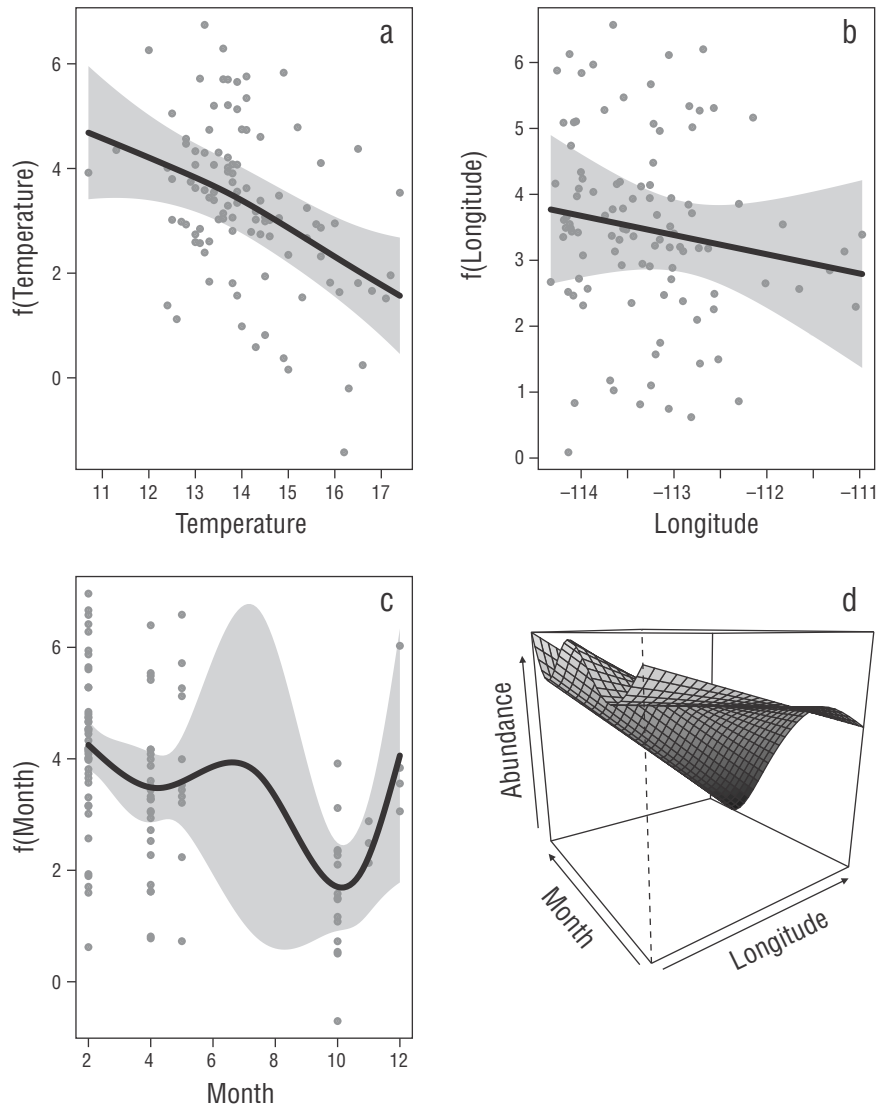 a
6
4
2
0
f(Temperature)
11 12 13 14 15 16 17
Temperature
b
6
5
4
3
2
1
0
f(Longitude)
–114 –113 –112 –111
Longitude
c
6
4
2
0
f(Month)
2 4 6 8 10 12
Month
d
Abundance
Month
Longitude